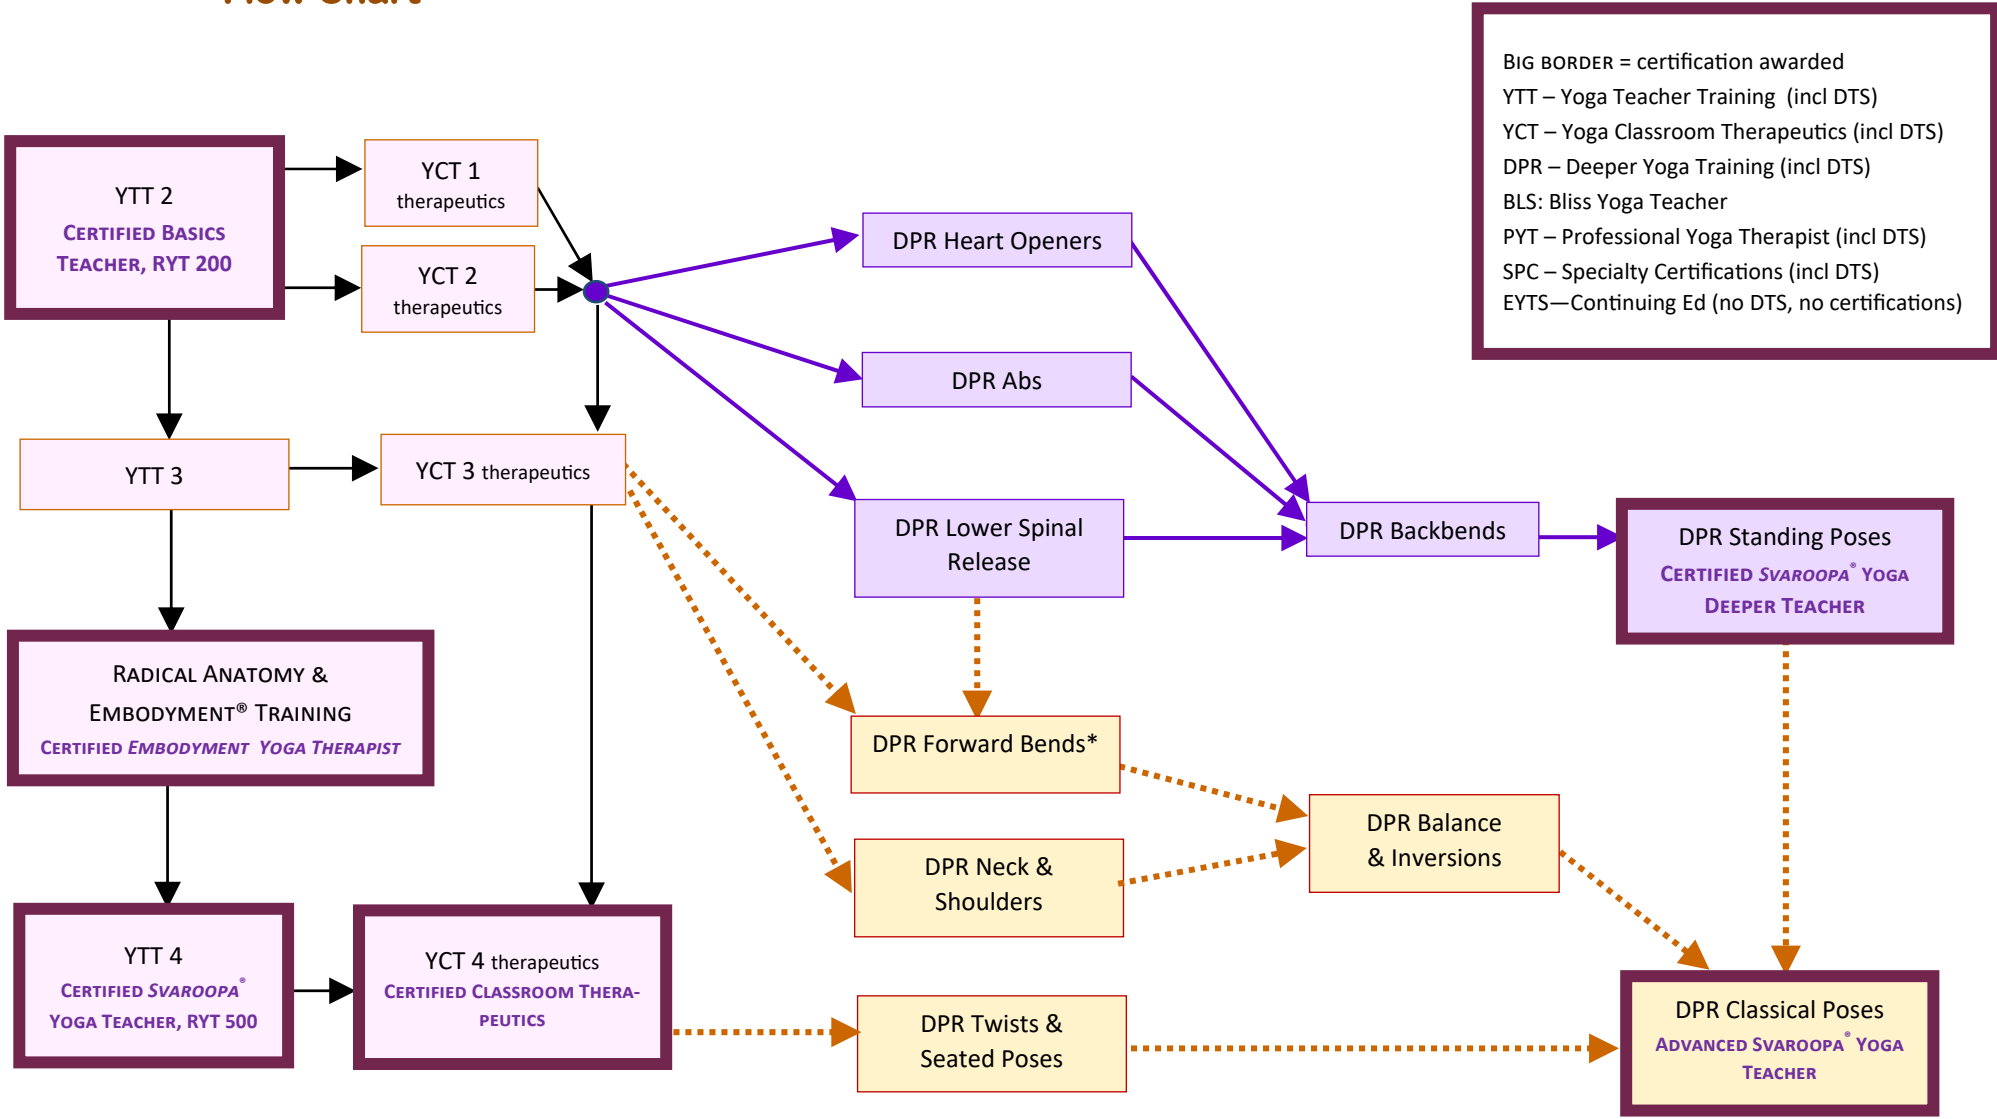 Flow Chart
BIG BORDER = certification awarded
YTT – Yoga Teacher Training (incl DTS)
YCT – Yoga Classroom Therapeutics (incl DTS)
DPR – Deeper Yoga Training (incl DTS)
BLS: Bliss Yoga Teacher
PYT – Professional Yoga Therapist (incl DTS)
SPC – Specialty Certifications (incl DTS)
EYTS—Continuing Ed (no DTS, no certifications)
YTT 2
CERTIFIED BASICS
TEACHER, RYT 200
YCT 1
therapeutics
YCT 2
therapeutics
DPR Heart Openers
DPR Abs
YTT 3
YCT 3 therapeutics
DPR Lower Spinal
Release
DPR Backbends
DPR Standing Poses
CERTIFIED SVAROOPA® YOGA
DEEPER TEACHER
RADICAL ANATOMY &
EMBODYMENT® TRAINING
CERTIFIED EMBODYMENT YOGA THERAPIST
DPR Forward Bends*
DPR Neck &
Shoulders
DPR Balance
& Inversions
YTT 4
CERTIFIED SVAROOPA®
YOGA TEACHER, RYT 500
YCT 4 therapeutics
CERTIFIED CLASSROOM THERA-
PEUTICS
DPR Twists &
Seated Poses
DPR Classical Poses
ADVANCED SVAROOPA® YOGA
TEACHER